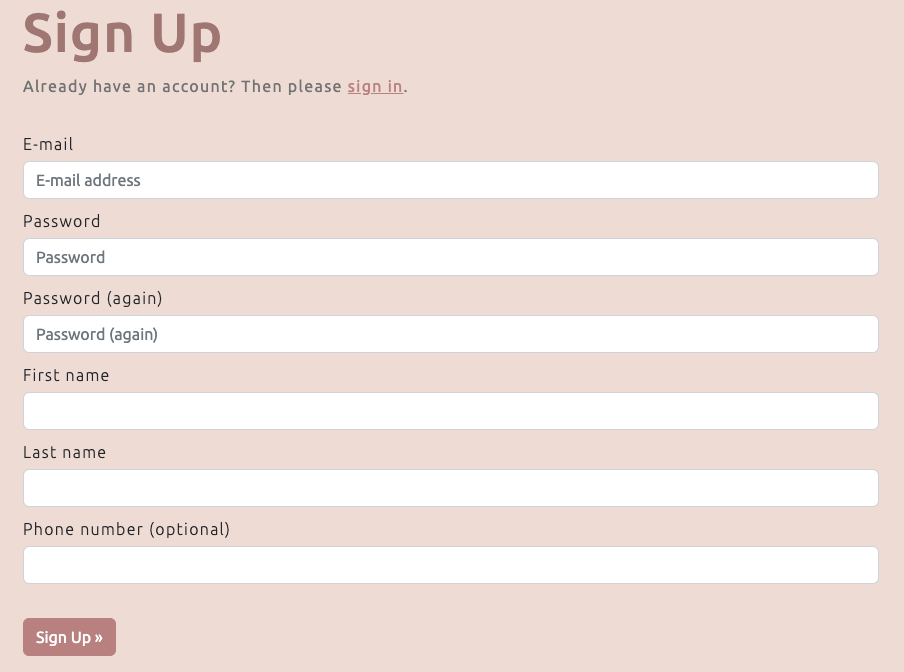 Sign Up
Already have an account? Then please sign in.
E-mail
E-mail address
Password
Password
Password (again)
Password (again)
First name
Last name
Phone number (optional)
Sign Up »